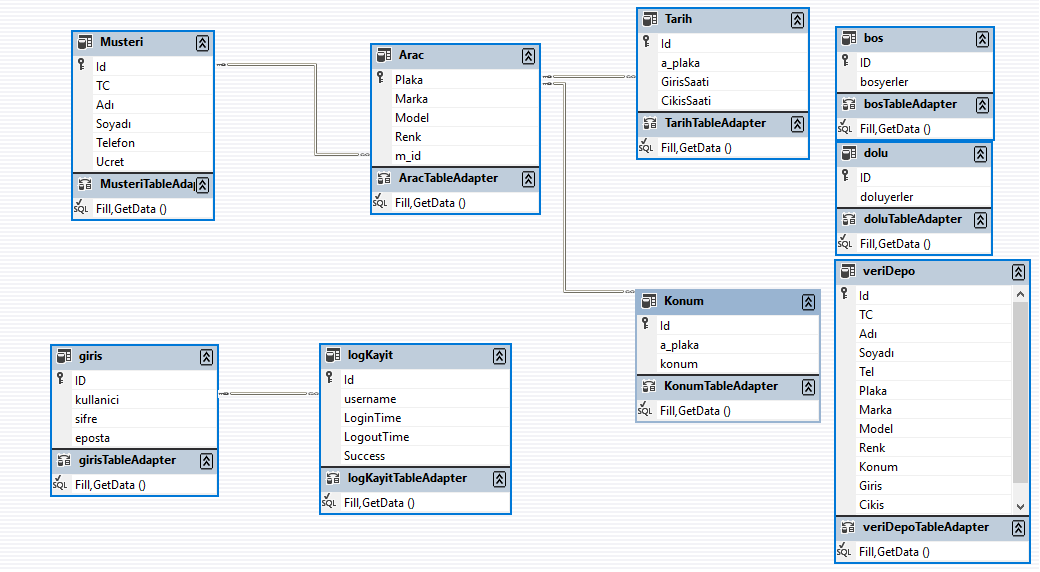 Musteri
Id
TC
Adı
Soyadı
Telefon
Ucret
MusteriTableAda
SQL Fill,GetData ()
Arac
Plaka
Marka
Model
Renk
m_id
AracTableAdapter
SQL Fill,GetData ()
Tarih
Id
a_plaka
GirisSaati
CikisSaati
TarihTableAdapter
SQL Fill,GetData ()
bos
ID
bosyerler
bosTableAdapter
SQL Fill,GetData ()
dolu
ID
doluyerler
doluTableAdapter
SQL Fill,GetData ()
veriDepo
Id
TC
Adı
Soyadı
Tel
Plaka
Marka
Model
Renk
Konum
Giris
Cikis
veriDepoTableAdapter
SQL Fill,GetData ()
Konum
Id
a_plaka
konum
KonumTableAdapter
SQL Fill,GetData ()
giris
ID
kullanici
sifre
eposta
girisTableAdapter
SQL Fill,GetData ()
logKayit
Id
username
LoginTime
LogoutTime
Success
logKayitTableAdapter
SQL Fill,GetData ()